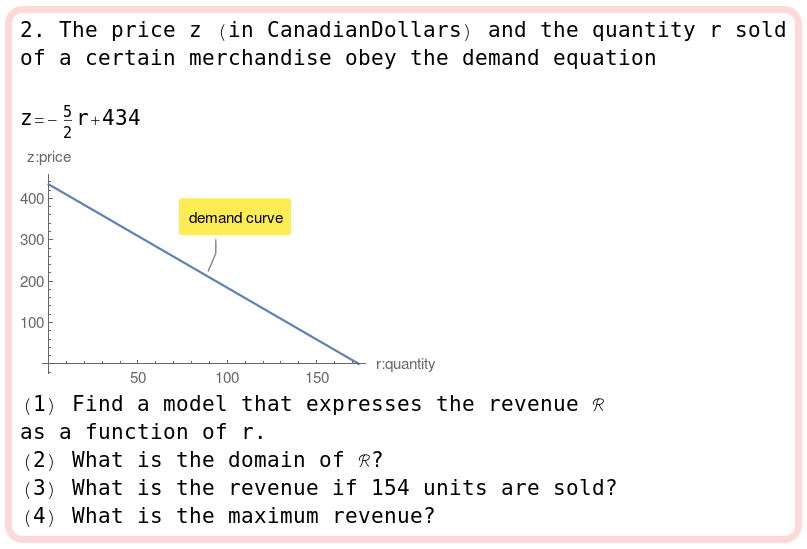 2. The price z (in CanadianDollars) and the quantity r sold
of a certain merchandise obey the demand equation
z=-5/2 r+434
z:price
400
300
200
100
demand curve
50
100
150
r:quantity
(1) Find a model that expresses the revenue ℛ
as a function of r.
(2) What is the domain of ℛ?
(3) What is the revenue if 154 units are sold?
(4) What is the maximum revenue?